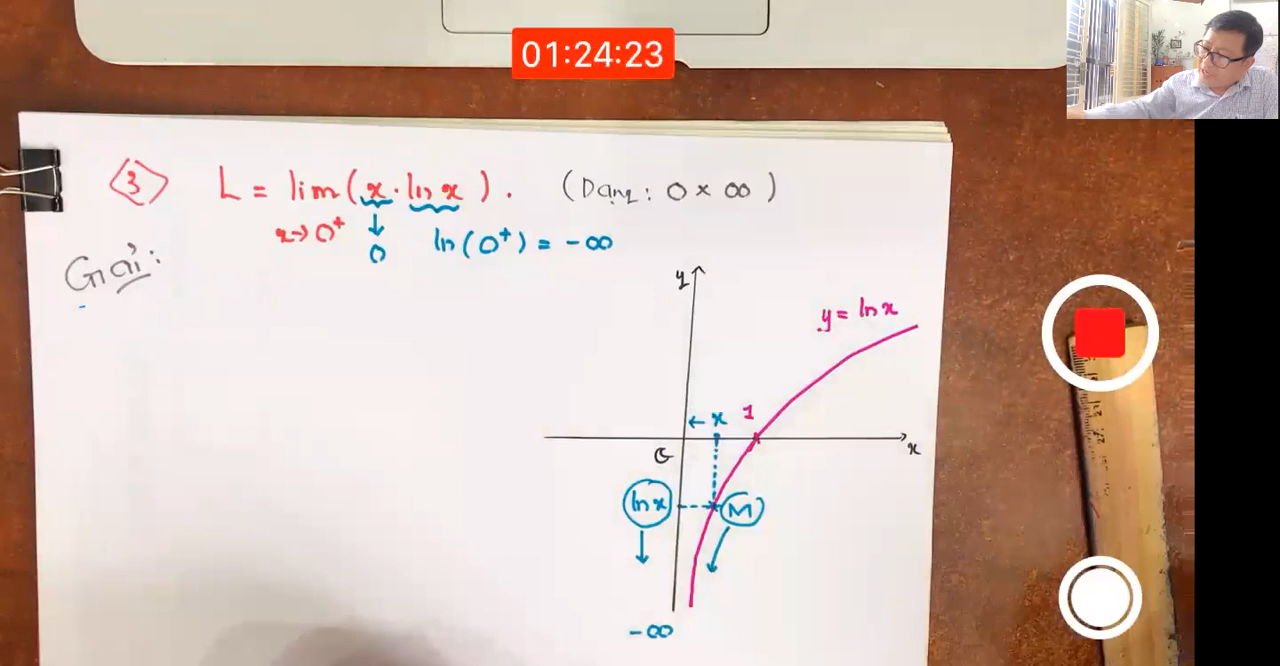 01:24:23
3 L = lim (x . ln x) . (Dạng: 0 × ∞)
x→0⁺ ↓ ln(0⁺) = -∞
0
Giải:
y
y = ln x
← x 1
O x
ln x M
↓ ↓
-∞